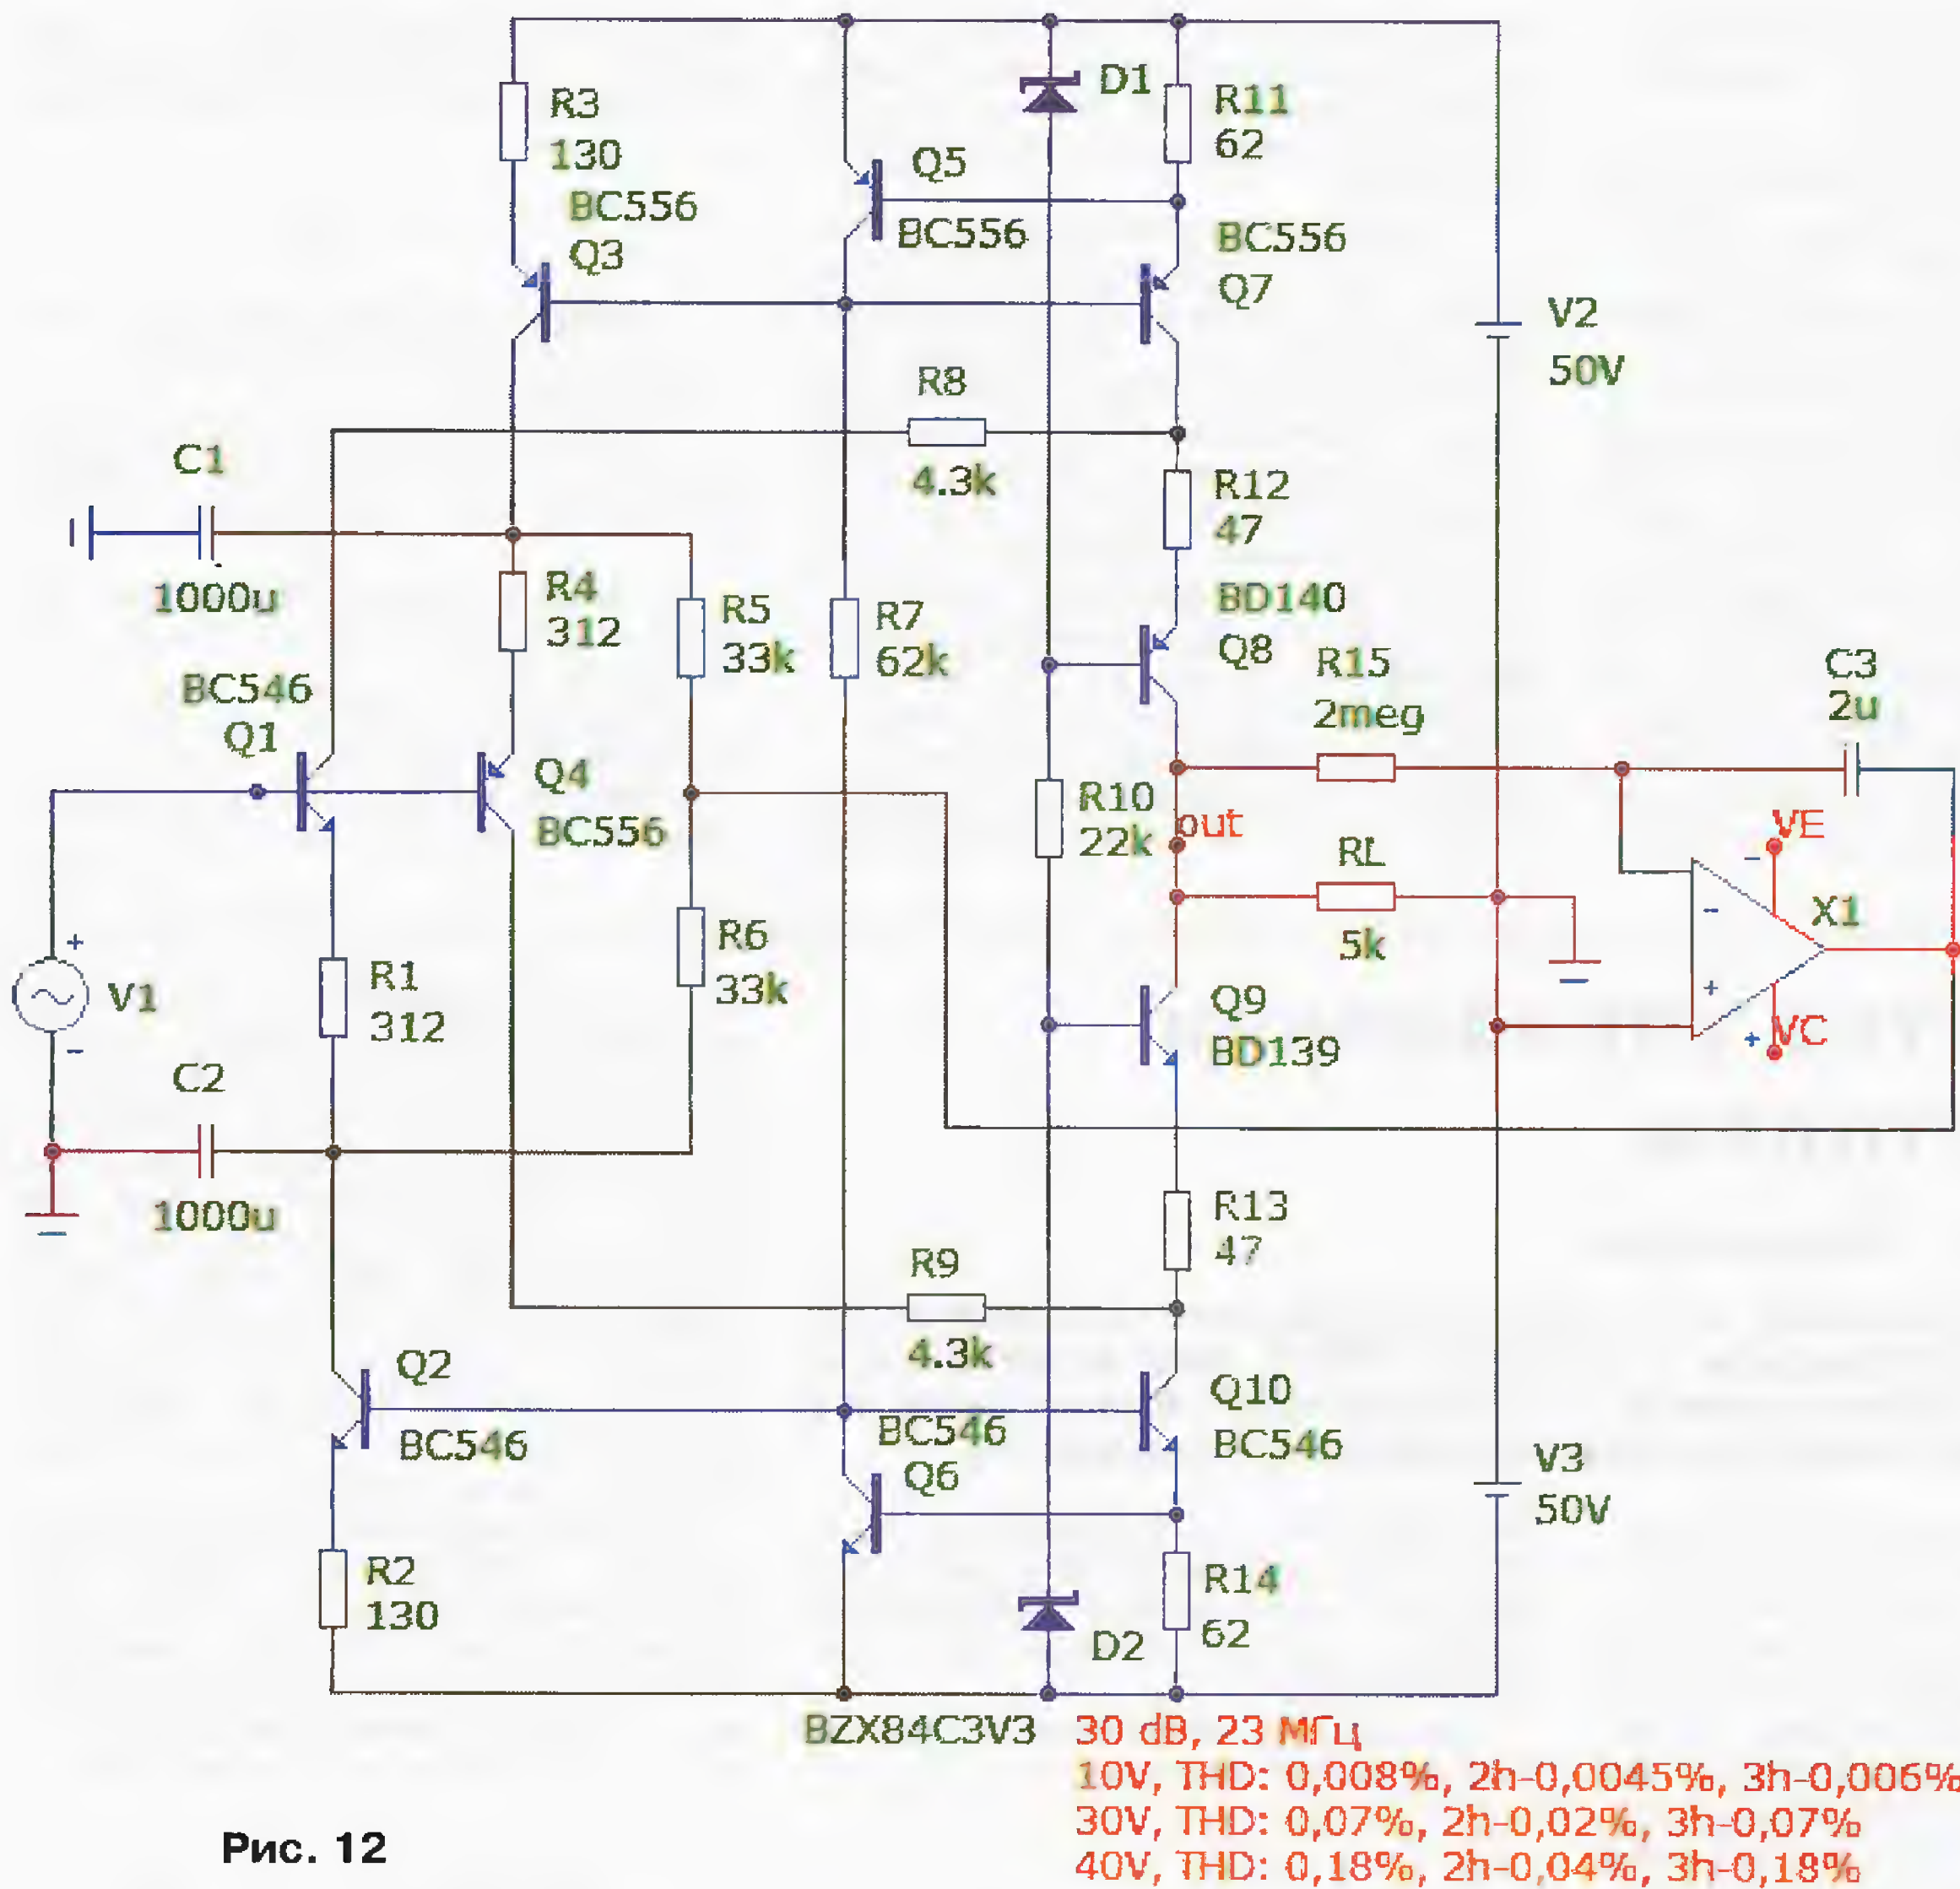 R3
130
BC556
Q3
Q5
BC556
D1
R11
62
BC556
Q7
V2
50V
R8
4.3k
C1
1000u
R12
47
R4
312
R5
33k
R7
62k
BD140
Q8
R15
2meg
C3
2u
BC546
Q1
Q4
BC556
R10
22k
out
RL
5k
VE
-
-
X1
+
+
VC
+
V1
-
R1
312
R6
33k
Q9
BD139
C2
1000u
R13
47
R9
4.3k
Q2
BC546
BC546
Q6
Q10
BC546
V3
50V
R2
130
D2
R14
62
BZX84C3V3
30 dB, 23 МГц
10V, THD: 0,008%, 2h-0,0045%, 3h-0,006%
30V, THD: 0,07%, 2h-0,02%, 3h-0,07%
40V, THD: 0,18%, 2h-0,04%, 3h-0,18%
Рис. 12